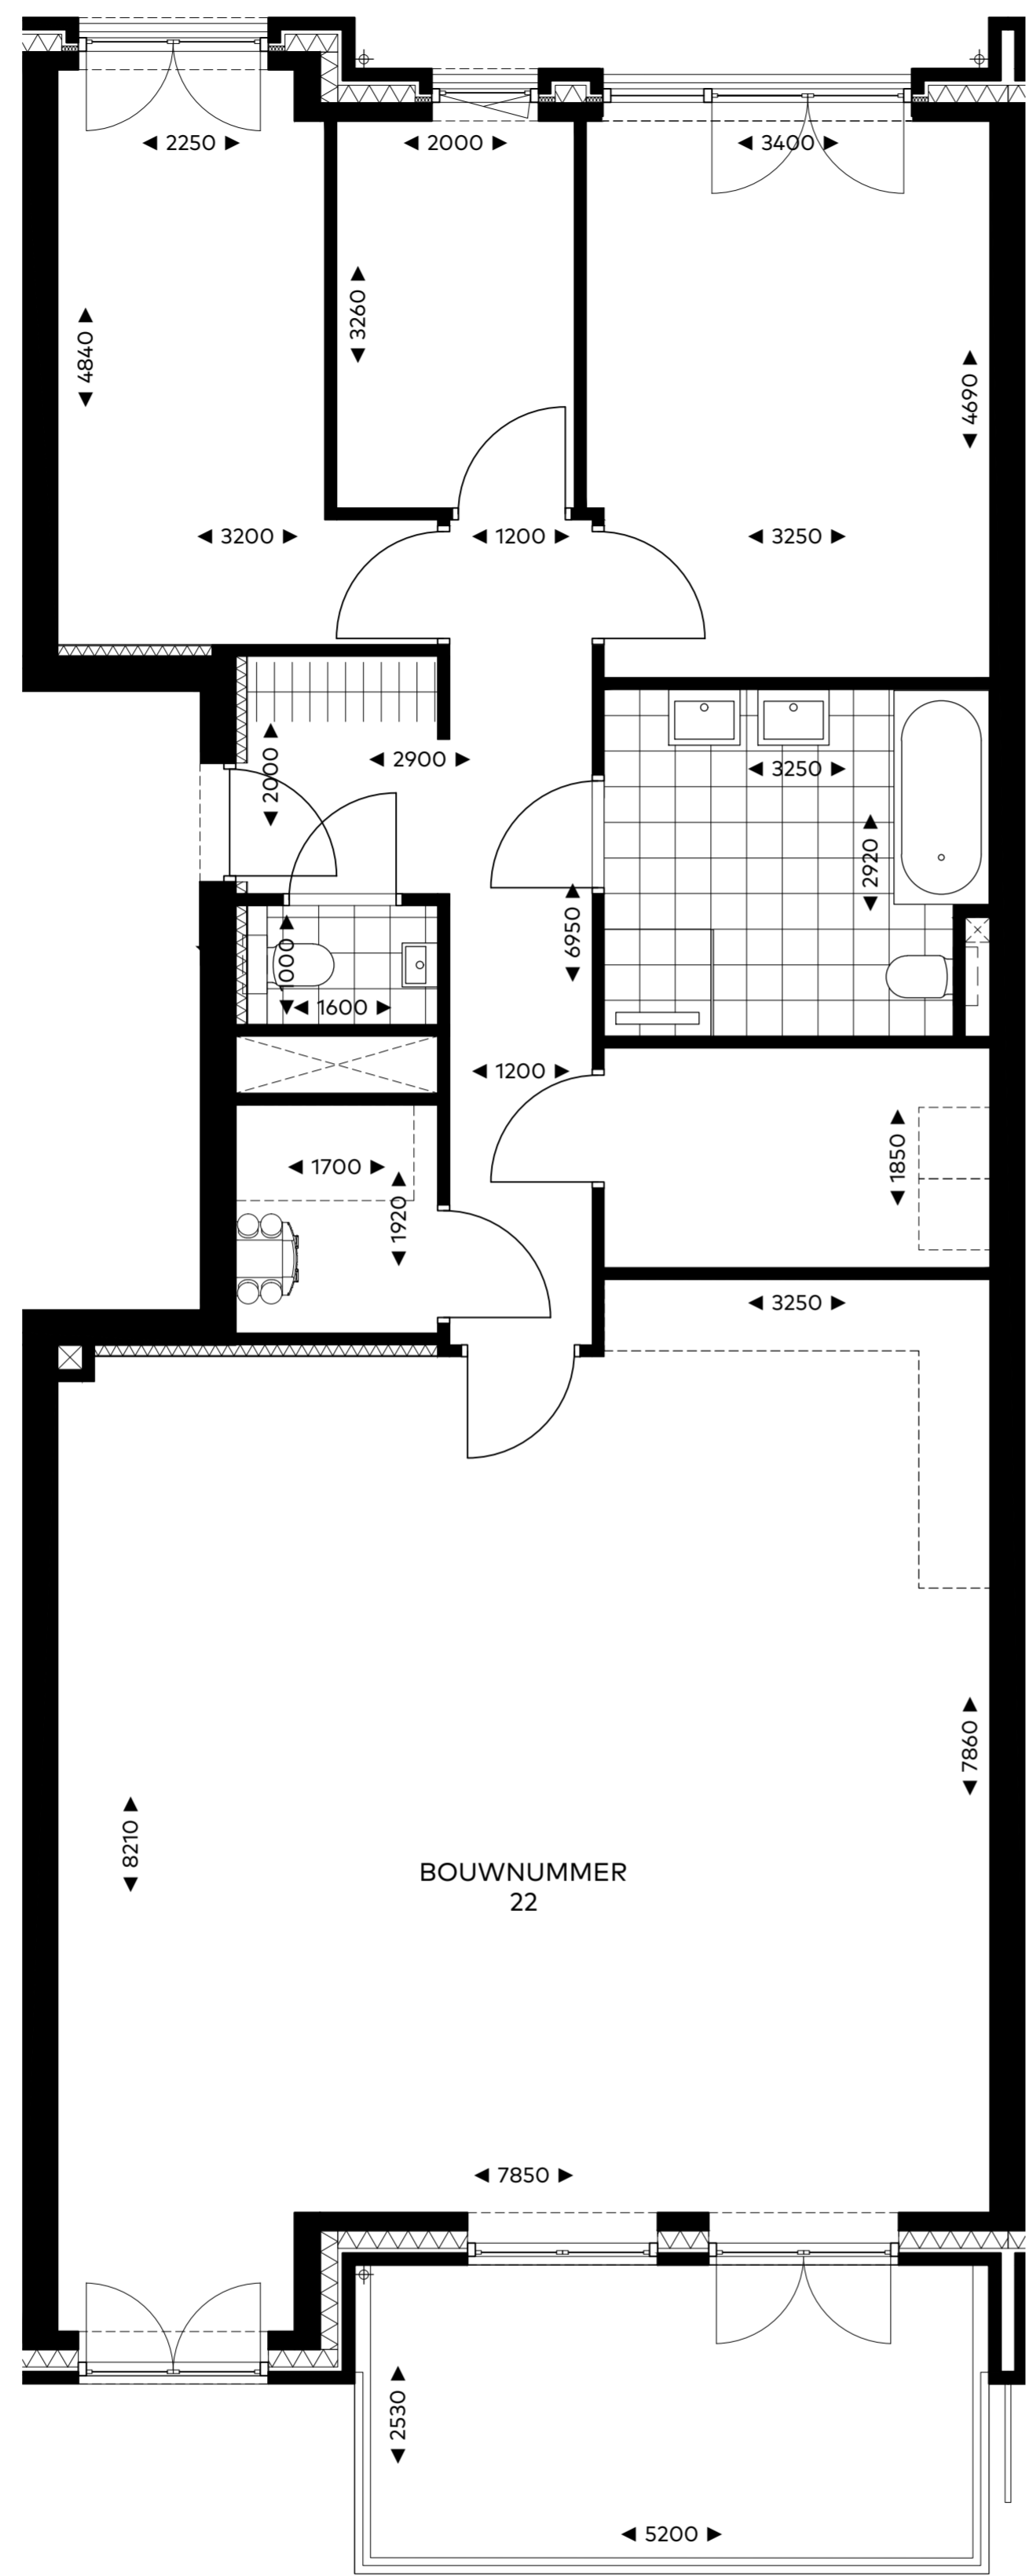 ◄ 2250 ►
◄ 2000 ►
◄ 3400 ►
◄ 3260 ►
◄ 4840 ►
◄ 4690 ►
◄ 3200 ►
◄ 1200 ►
◄ 3250 ►
◄ 2000 ►
◄ 2900 ►
◄ 3250 ►
◄ 2920 ►
◄ 6950 ►
◄ 1000 ►
◄ 1600 ►
◄ 1200 ►
◄ 1850 ►
◄ 1700 ►
◄ 1920 ►
◄ 3250 ►
◄ 7860 ►
◄ 8210 ►
BOUWNUMMER
22
◄ 7850 ►
◄ 2530 ►
◄ 5200 ►